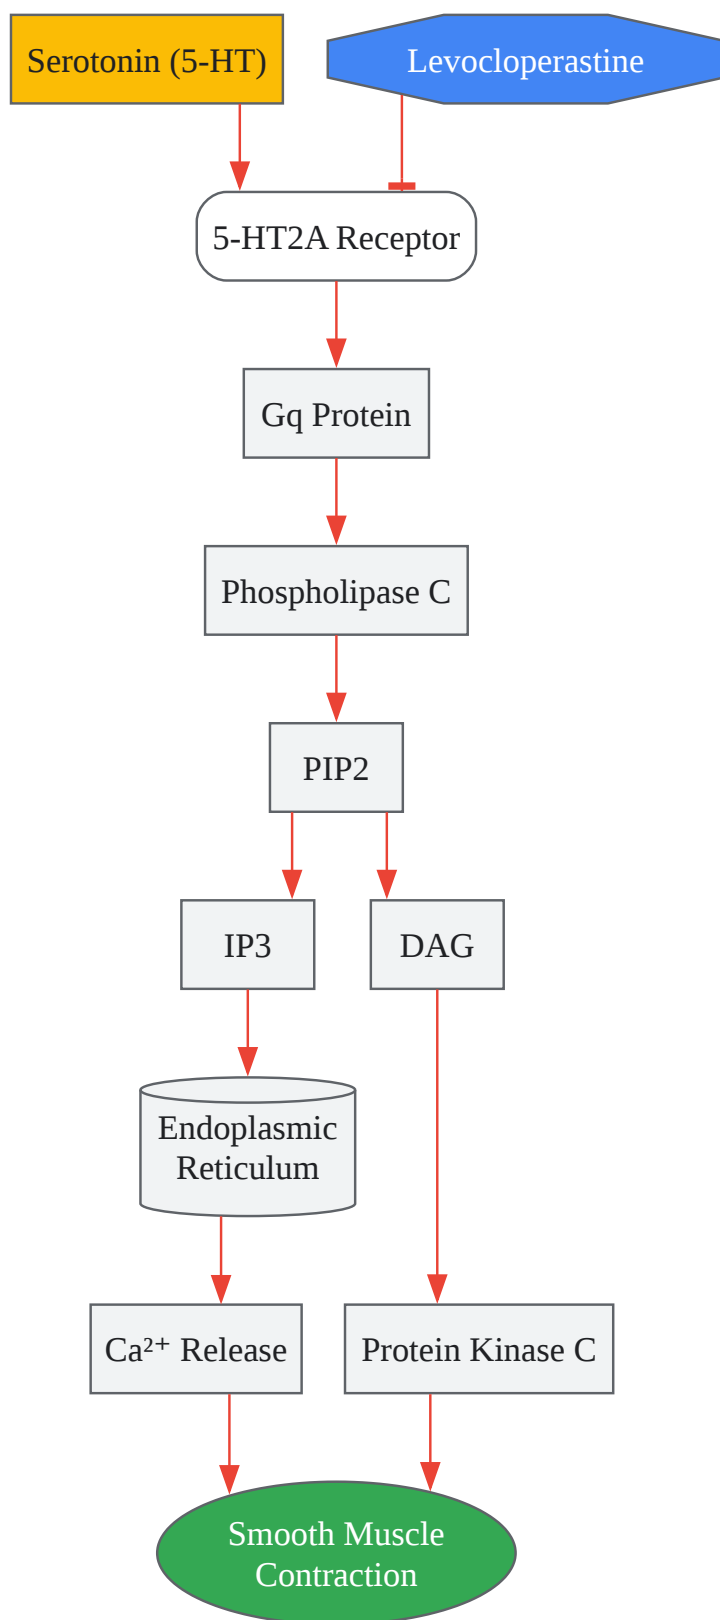 Serotonin (5-HT)
Levocloperastine
5-HT2A Receptor
Gq Protein
Phospholipase C
PIP2
IP3
DAG
Endoplasmic
Reticulum
Ca²⁺ Release
Protein Kinase C
Smooth Muscle
Contraction